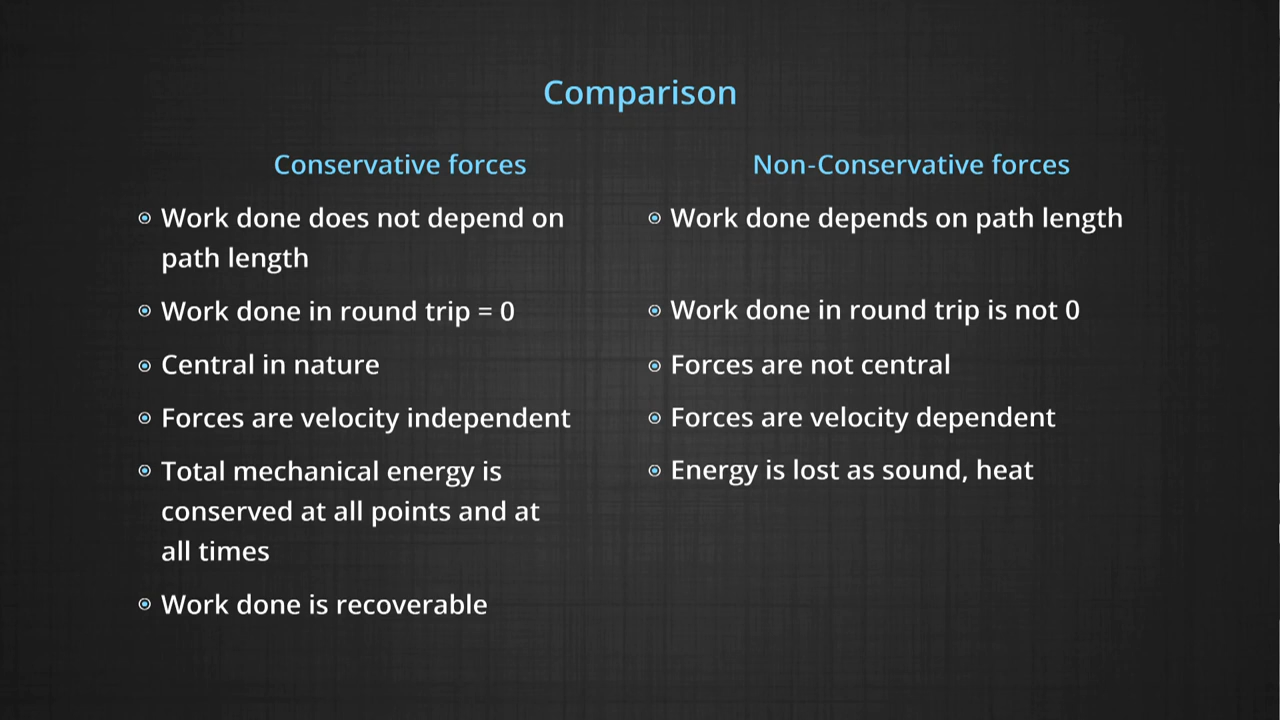 Comparison
Conservative forces
Work done does not depend on
path length
Work done in round trip = 0
Central in nature
Forces are velocity independent
Total mechanical energy is
conserved at all points and at
all times
Work done is recoverable
Non-Conservative forces
Work done depends on path length
Work done in round trip is not 0
Forces are not central
Forces are velocity dependent
Energy is lost as sound, heat